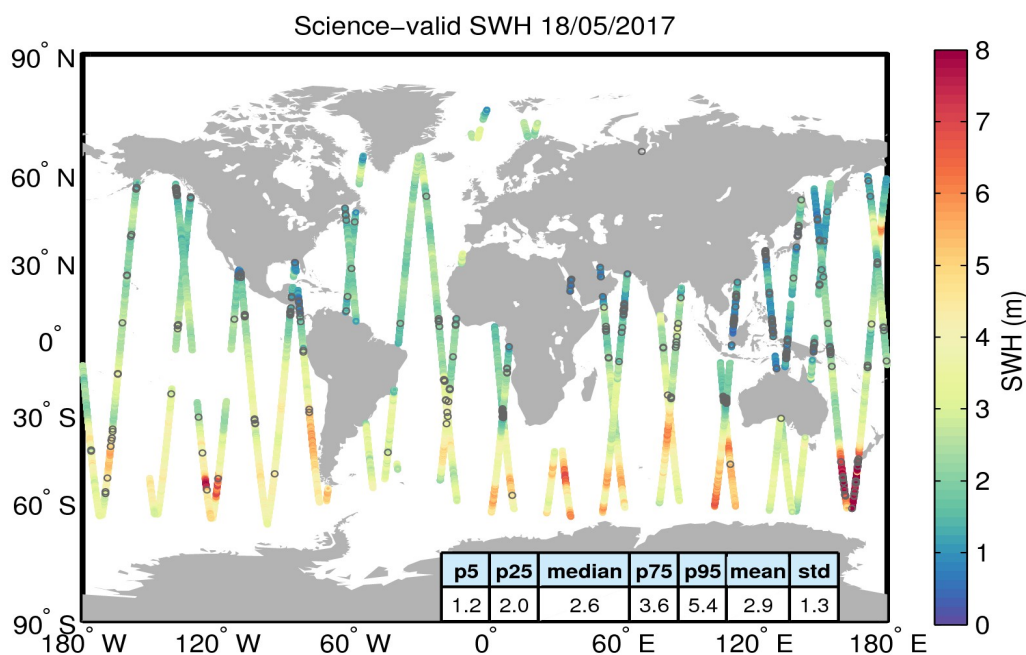 Science–valid SWH 18/05/2017
90° N
60° N
30° N
0°
30° S
60° S
90° S
180° W
120° W
60° W
0°
60° E
120° E
180° E
p5 p25 median p75 p95 mean std
1.2 2.0 2.6 3.6 5.4 2.9 1.3
8
7
6
5
4
3
2
1
0
SWH (m)